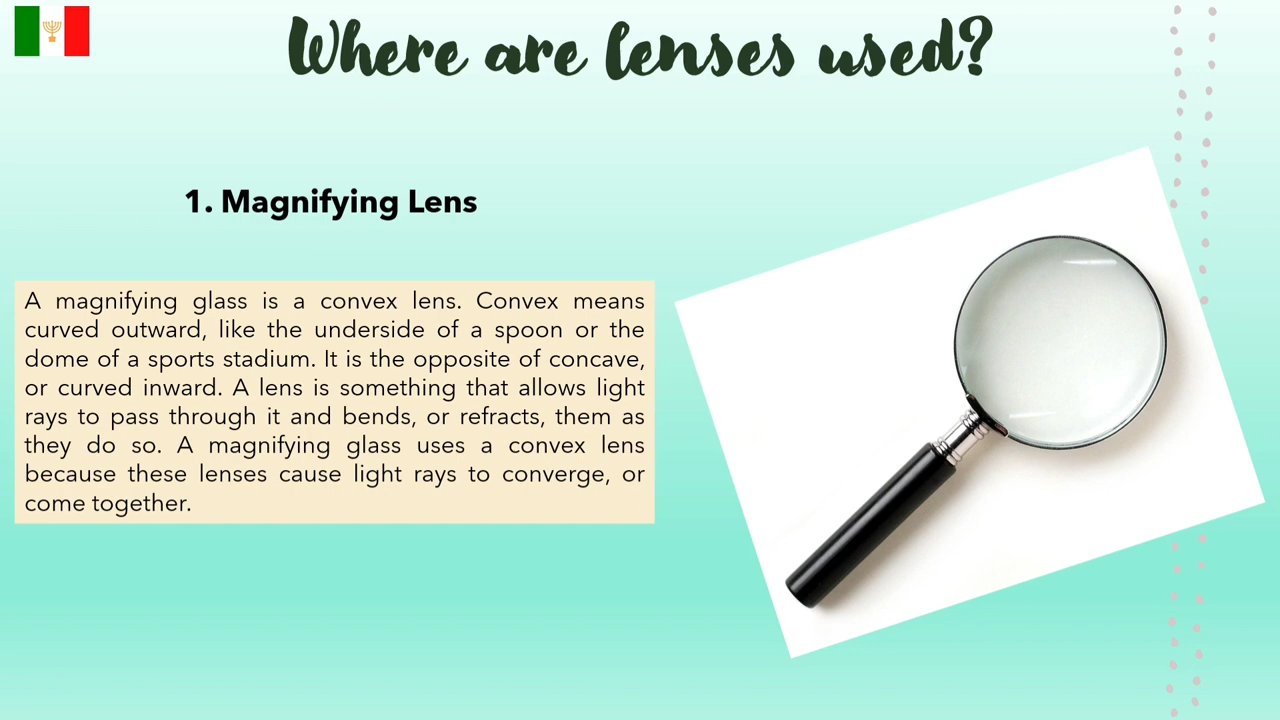 Where are lenses used?
1. Magnifying Lens
A magnifying glass is a convex lens. Convex means
curved outward, like the underside of a spoon or the
dome of a sports stadium. It is the opposite of concave,
or curved inward. A lens is something that allows light
rays to pass through it and bends, or refracts, them as
they do so. A magnifying glass uses a convex lens
because these lenses cause light rays to converge, or
come together.